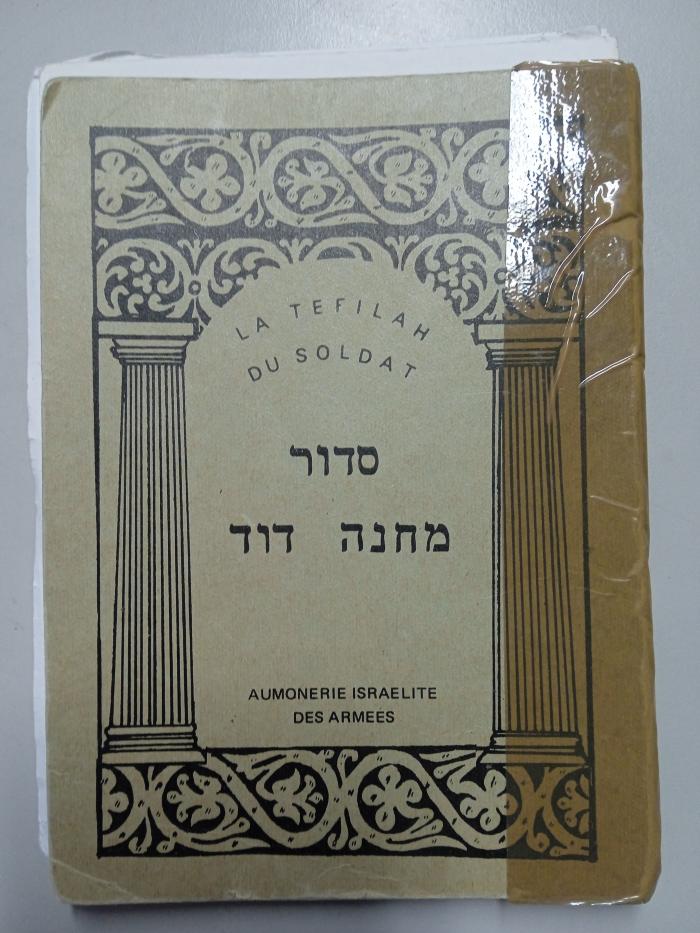 LA TEFILAH
DU SOLDAT
סדור
מחנה דוד
AUMONERIE ISRAELITE
DES ARMEES